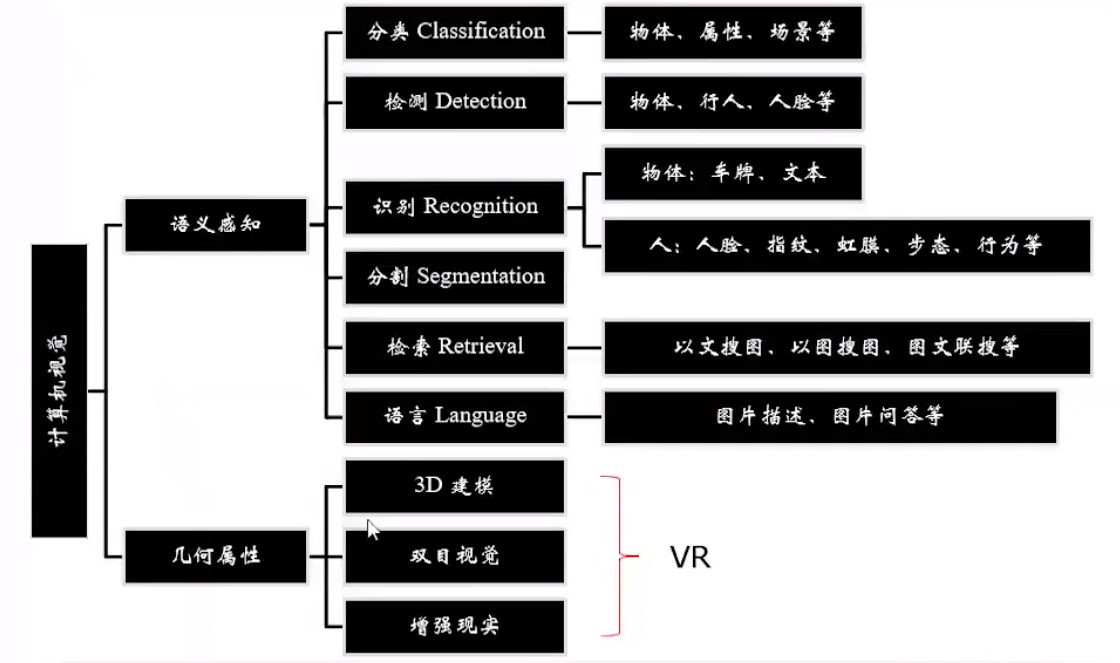 计算机视觉
语义感知
分类 Classification
物体、属性、场景等
检测 Detection
物体、行人、人脸等
识别 Recognition
物体：车牌、文本
人：人脸、指纹、虹膜、步态、行为等
分割 Segmentation
检索 Retrieval
以文搜图、以图搜图、图文联搜等
语言 Language
图片描述、图片问答等
几何属性
3D 建模
双目视觉
增强现实
VR